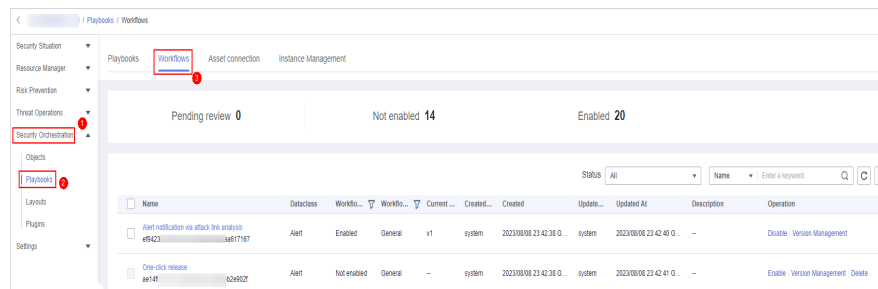 / Playbooks / Workflows
Security Situation
Resource Manager
Risk Prevention
Threat Operations
1
Security Orchestration
Objects
Playbooks 2
Layouts
Plugins
Settings
Playbooks Workflows Asset connection Instance Management
3
Pending review 0 Not enabled 14 Enabled 20
Status All Name Enter a keyword.
Name Dataclass Workflo... Workflo... Current ... Created... Created Update... Updated At Description Operation
Alert notification via attack link analysis
ef9423 aa617167
Alert Enabled General v1 system 2023/08/08 23:42:38 G... system 2023/08/08 23:42:40 G... -- Disable Version Management
One-click release
ae14f b2e902f
Alert Not enabled General -- system 2023/08/08 23:42:38 G... system 2023/08/08 23:42:41 G... -- Enable Version Management Delete